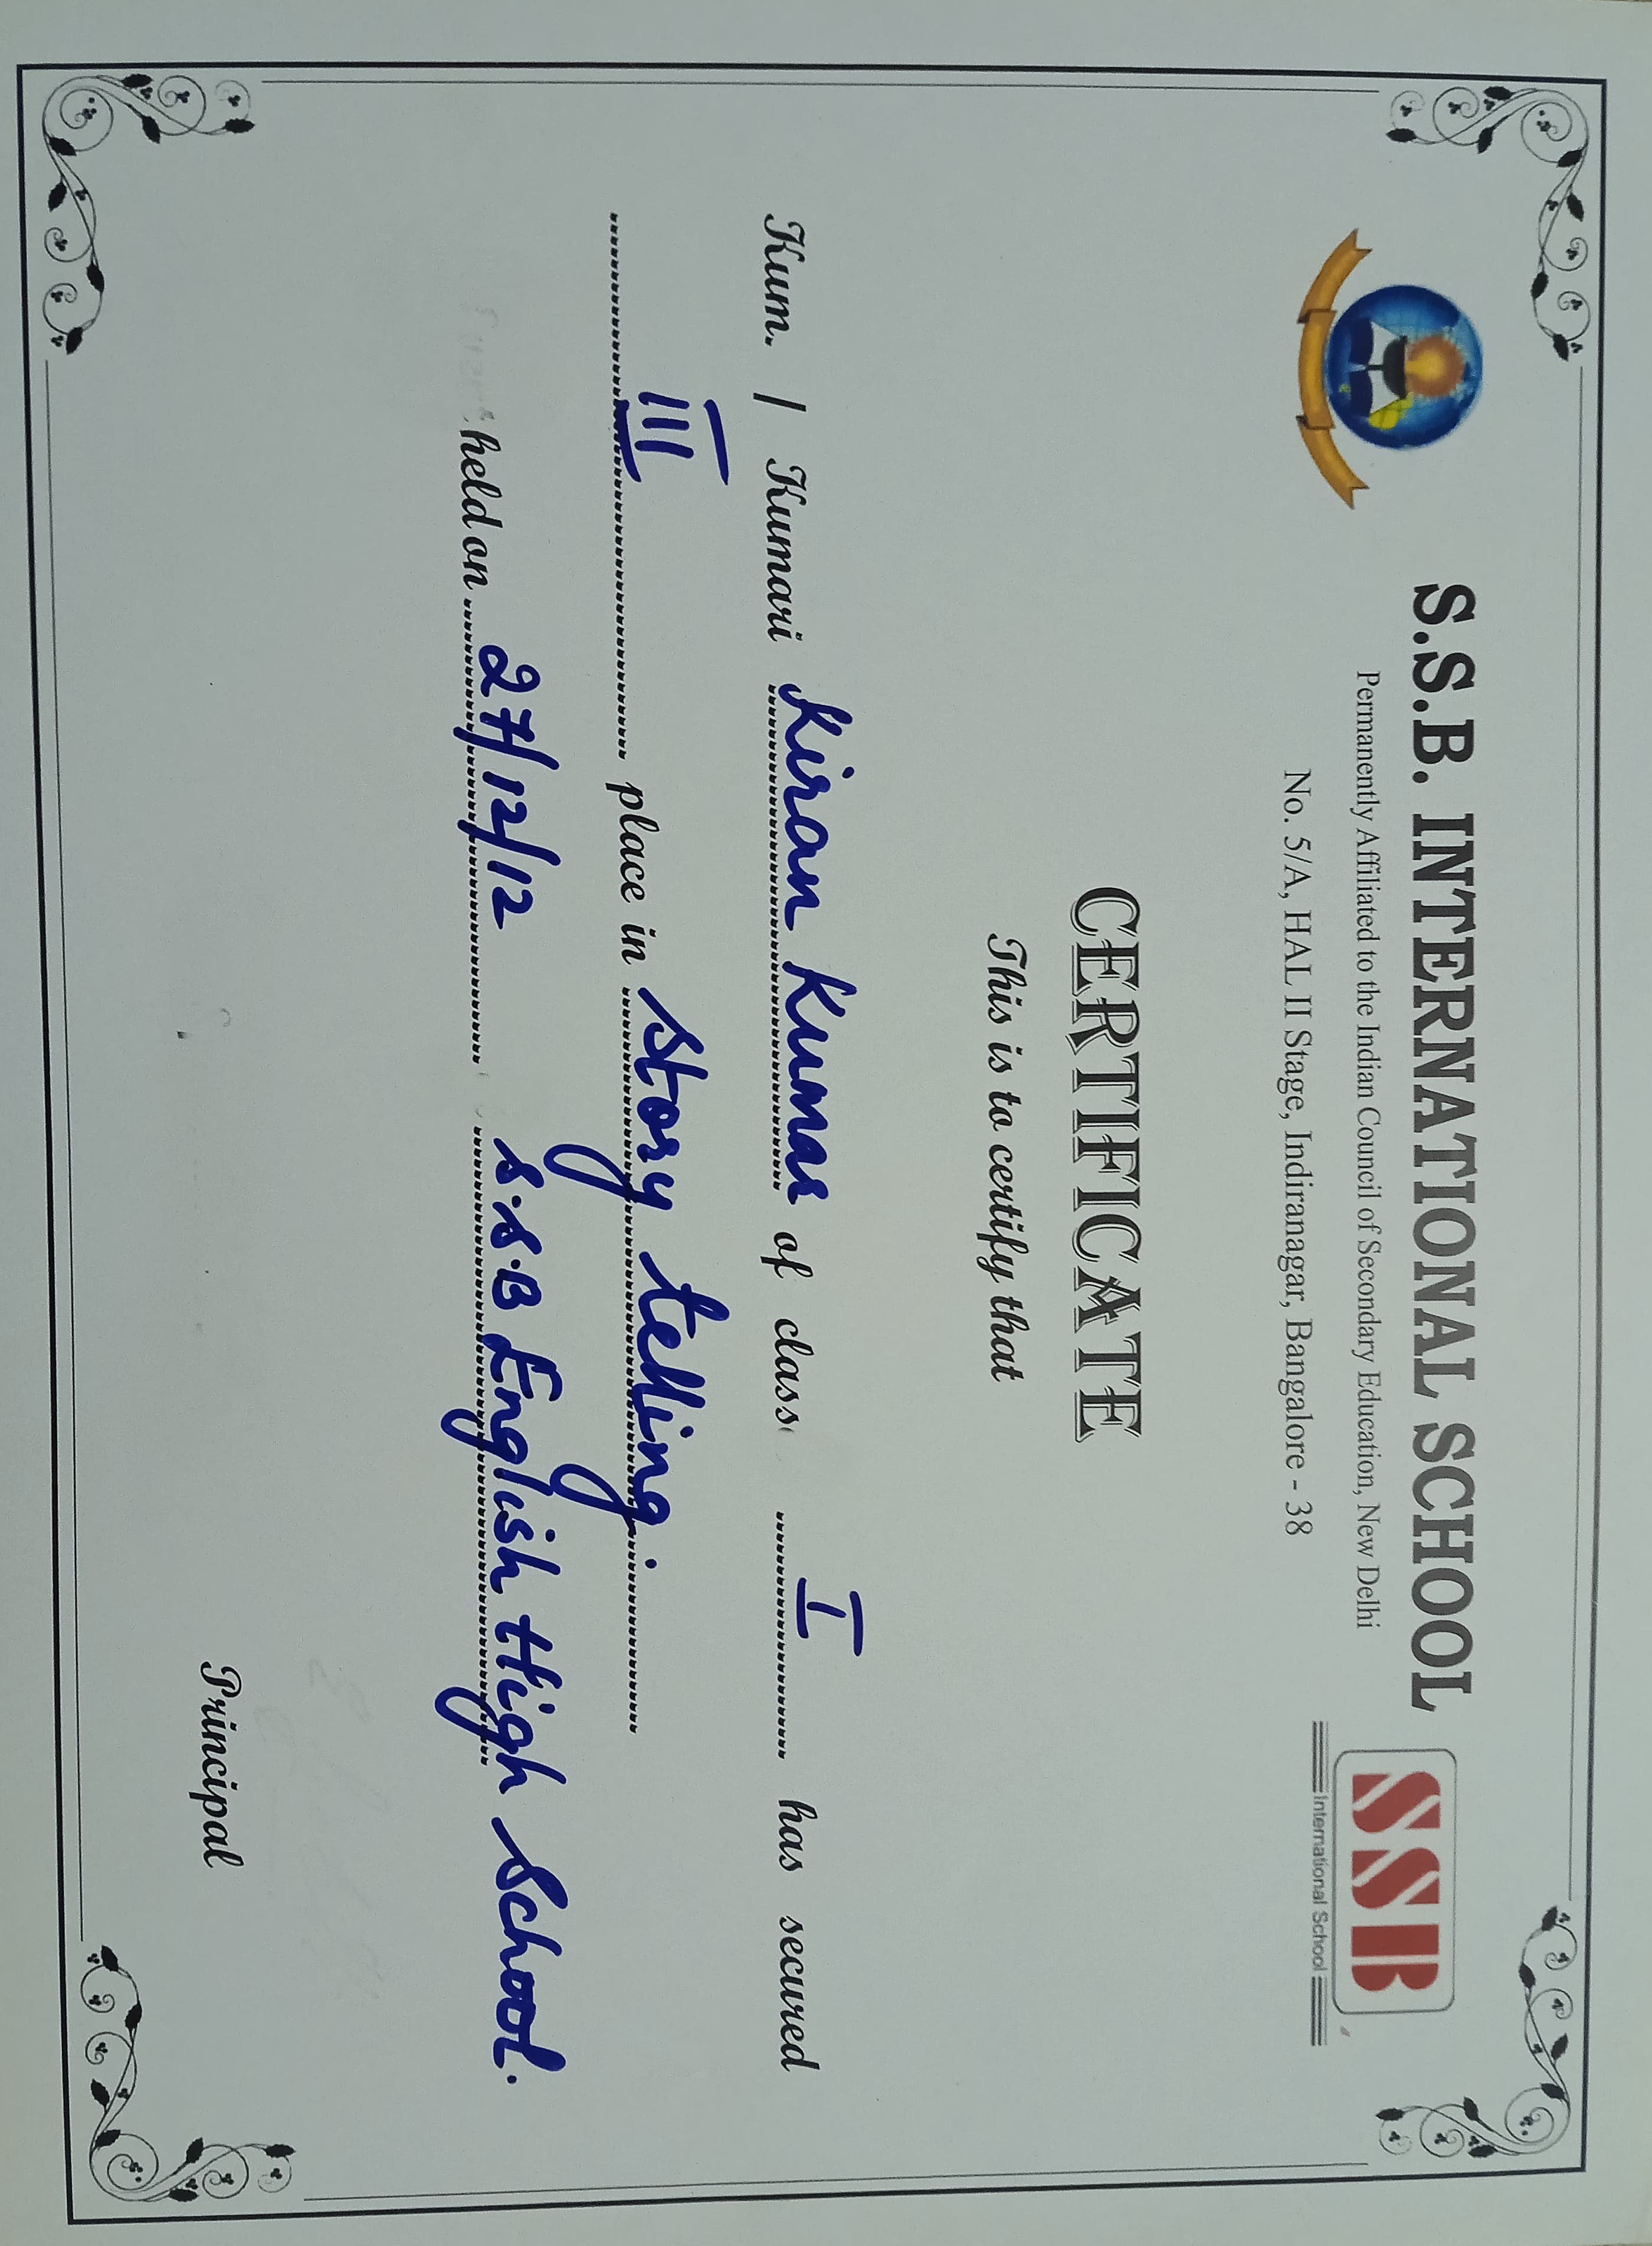 S.S.B. INTERNATIONAL SCHOOL
SSB
International School
Permanently Affiliated to the Indian Council of Secondary Education, New Delhi
No. 5/A, HAL II Stage, Indiranagar, Bangalore - 38
CERTIFICATE
This is to certify that
Kum. / Kumari Kiran Kumar of class I has secured
III place in Story telling.
held on 27/12/12 S.S.B English High School.
Principal